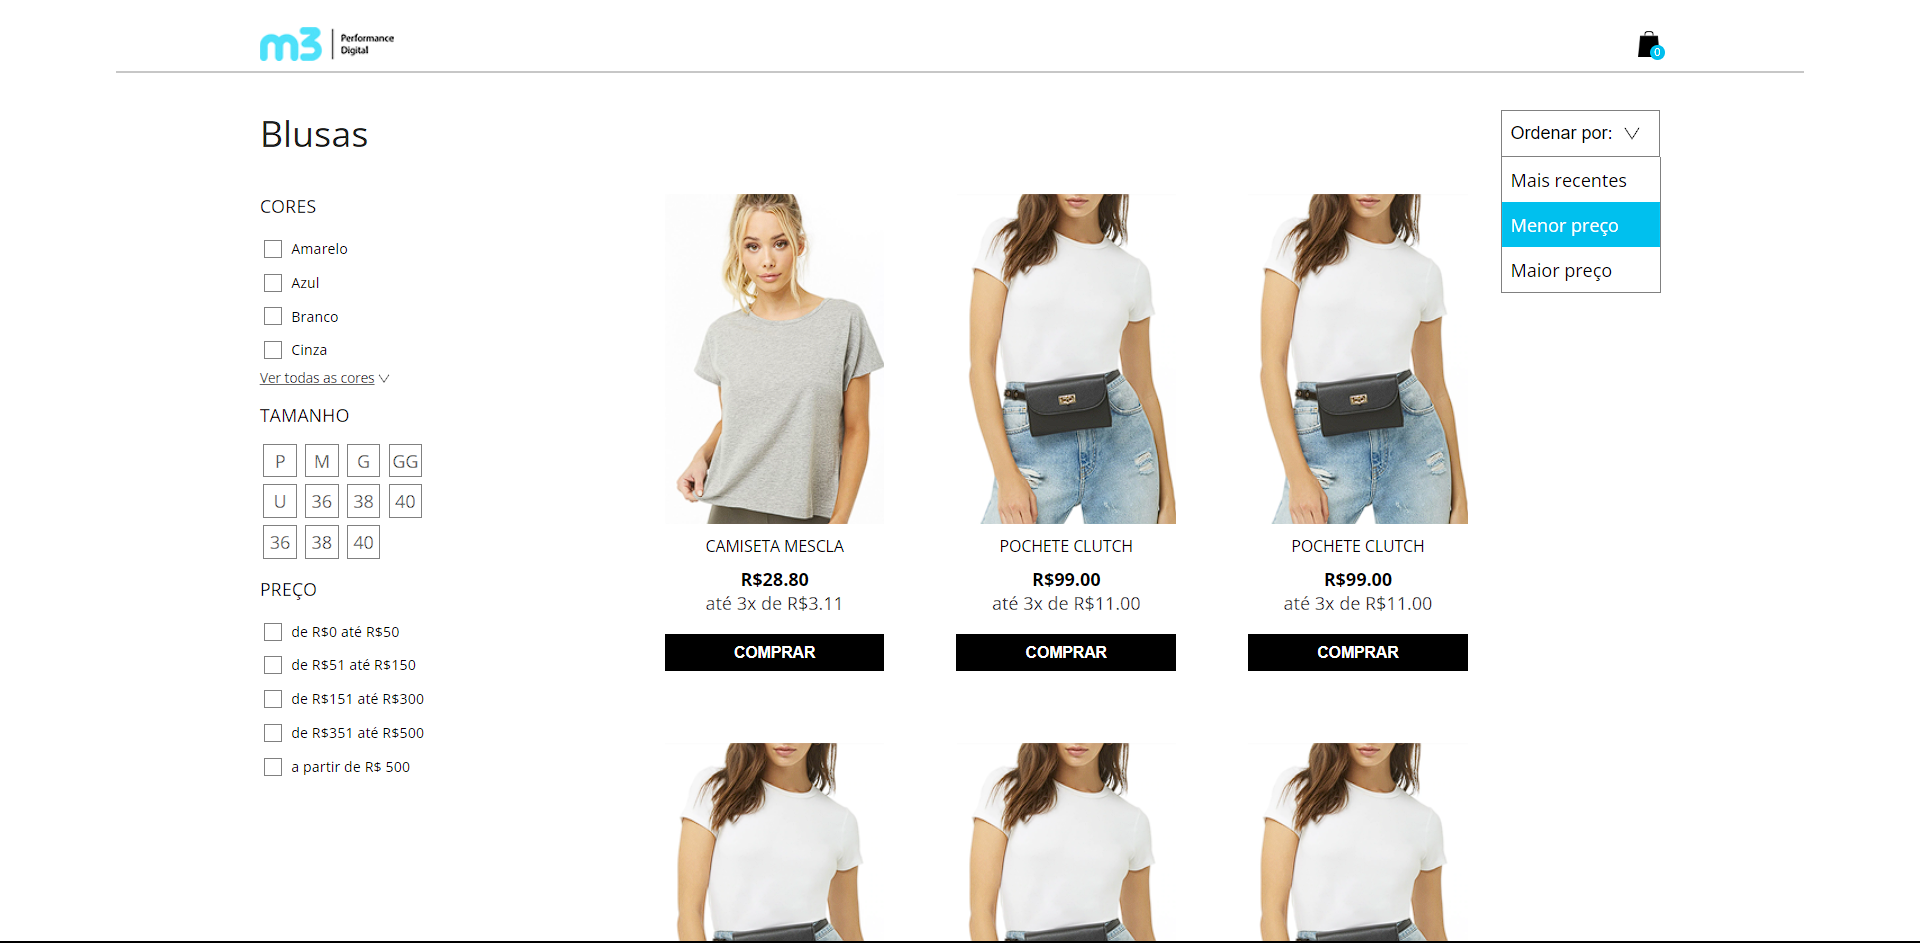 m3 Performance
Digital
0
Blusas
Ordenar por:
Mais recentes
Menor preço
Maior preço
CORES
Amarelo
Azul
Branco
Cinza
Ver todas as cores
TAMANHO
P M G GG
U 36 38 40
36 38 40
PREÇO
de R$0 até R$50
de R$51 até R$150
de R$151 até R$300
de R$351 até R$500
a partir de R$ 500
CAMISETA MESCLA
R$28.80
até 3x de R$3.11
COMPRAR
POCHETE CLUTCH
R$99.00
até 3x de R$11.00
COMPRAR
POCHETE CLUTCH
R$99.00
até 3x de R$11.00
COMPRAR